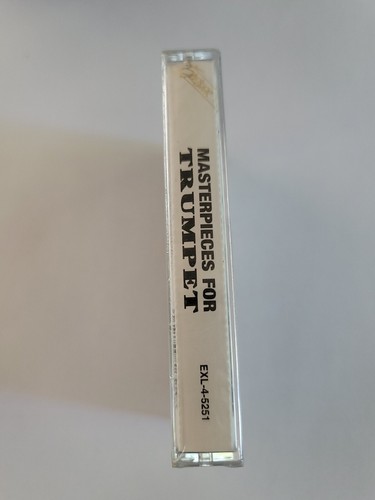 MASTERPIECES FOR
TRUMPET
EXL-4-5251